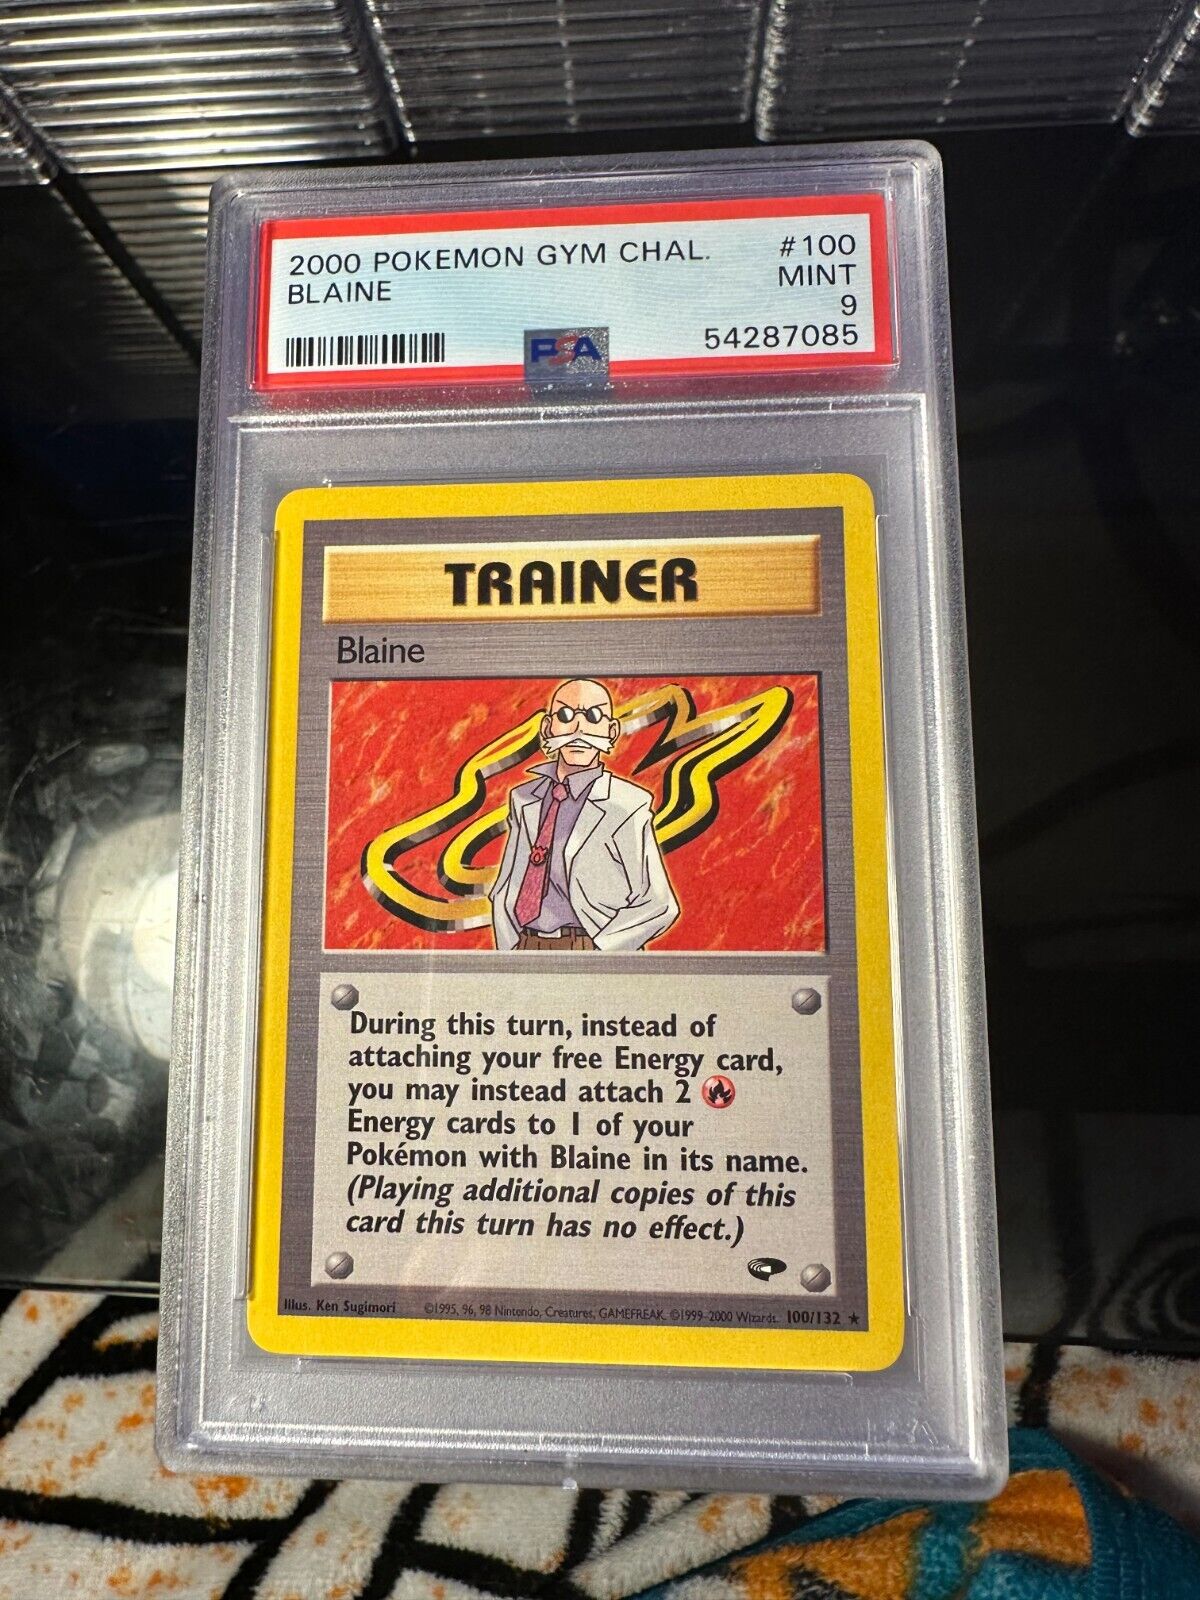 2000 POKEMON GYM CHAL. #100
BLAINE MINT
9
PSA 54287085
TRAINER
Blaine
During this turn, instead of
attaching your free Energy card,
you may instead attach 2
Energy cards to 1 of your
Pokémon with Blaine in its name.
(Playing additional copies of this
card this turn has no effect.)
Illus. Ken Sugimori ©1995, 96, 98 Nintendo, Creatures, GAMEFREAK. ©1999-2000 Wizards. 100/132 ★